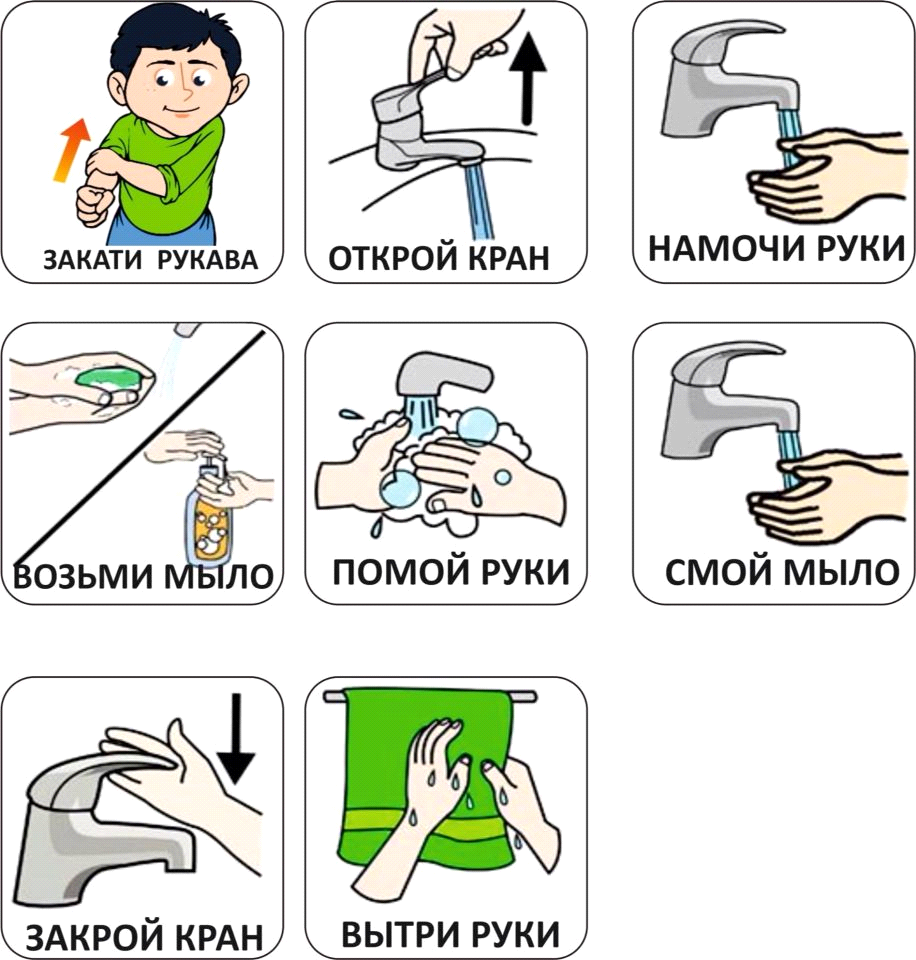 ЗАКАТИ РУКАВА
ОТКРОЙ КРАН
НАМОЧИ РУКИ
ВОЗЬМИ МЫЛО
ПОМОЙ РУКИ
СМОЙ МЫЛО
ЗАКРОЙ КРАН
ВЫТРИ РУКИ